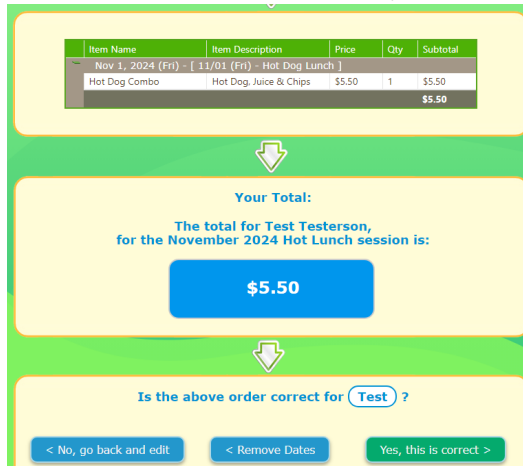 Item Name Item Description Price Qty Subtotal
Nov 1, 2024 (Fri) - [ 11/01 (Fri) - Hot Dog Lunch ]
Hot Dog Combo Hot Dog, Juice & Chips $5.50 1 $5.50
$5.50
Your Total:
The total for Test Testerson,
for the November 2024 Hot Lunch session is:
$5.50
Is the above order correct for Test ?
< No, go back and edit < Remove Dates Yes, this is correct >